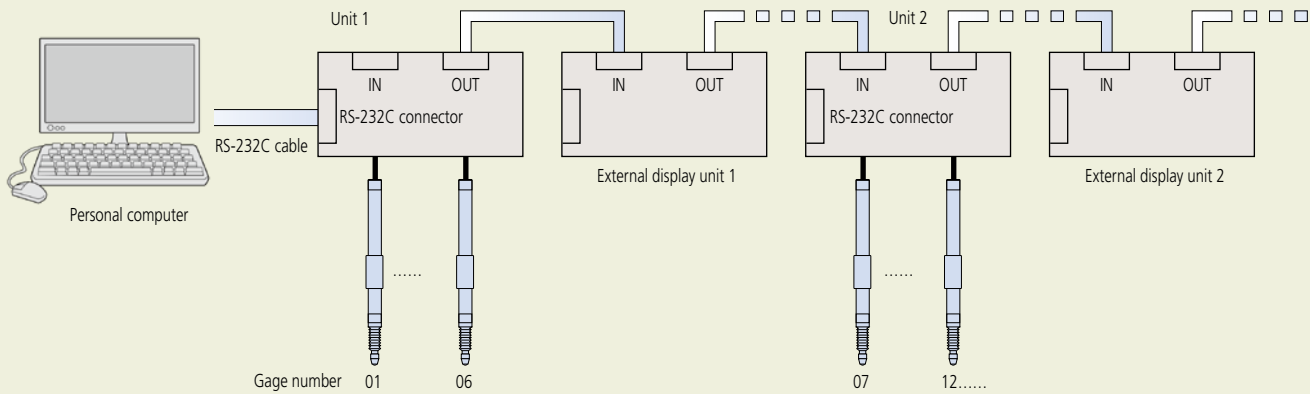 Unit 1
Unit 2
IN OUT IN OUT IN OUT IN OUT
RS-232C connector
RS-232C connector
RS-232C cable
External display unit 1
External display unit 2
Personal computer
......
......
Gage number 01 06 07 12......